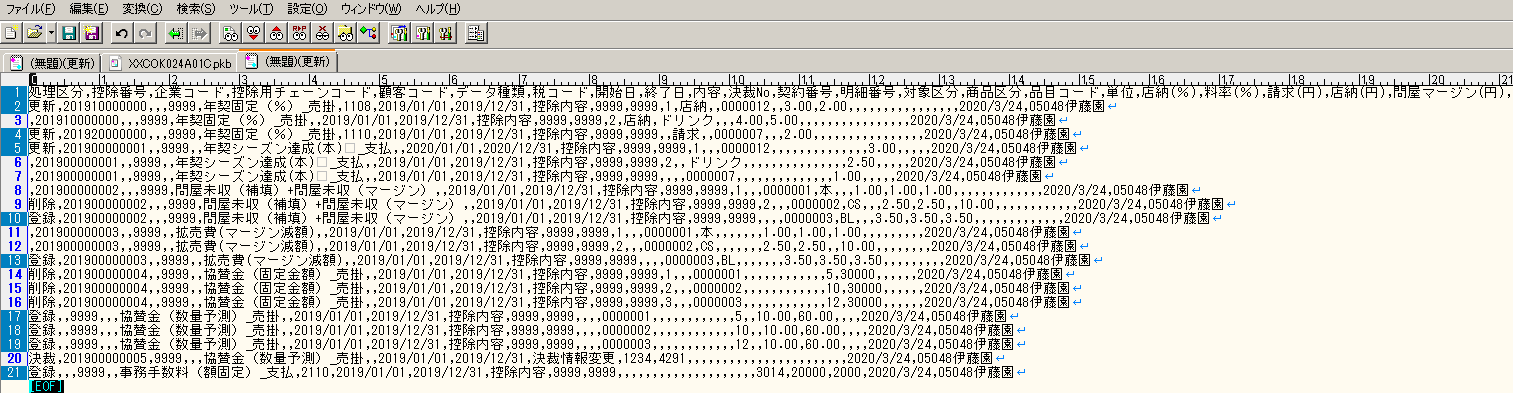 ファイル(F) 編集(E) 変換(C) 検索(S) ツール(T) 設定(O) ウィンドウ(W) ヘルプ(H)
(無題)(更新) XXCOK024A01C.pkb (無題)(更新)
0 1 2 3 4 5 6 7 8 9 10 11 12 13 14 15 16 17 18 19 20 21
1 処理区分,控除番号,企業コード,控除用チェーンコード,顧客コード,データ種類,税コード,開始日,終了日,内容,決裁No,契約番号,明細番号,対象区分,商品区分,品目コード,単位,店納(％),料率(％),請求(円),店納(円),問屋マージン(円),
2 更新,201910000000,,,9999,年契固定（％）_売掛,1108,2019/01/01,2019/12/31,控除内容,9999,9999,1,店納,,0000012,,3.00,2.00,,,,,,,,,,,,,,,,2020/3/24,05048伊藤園
3 ,201910000000,,,9999,年契固定（％）_売掛,,2019/01/01,2019/12/31,控除内容,9999,9999,2,店納,ドリンク,,,4.00,5.00,,,,,,,,,,,,,,,,2020/3/24,05048伊藤園
4 更新,201920000000,,,9999,年契固定（％）_売掛,1110,2019/01/01,2019/12/31,控除内容,9999,9999,,請求,,0000007,,,2.00,,,,,,,,,,,,,,,,2020/3/24,05048伊藤園
5 更新,201900000001,,9999,,年契シーズン達成(本)□_支払,,2020/01/01,2020/12/31,控除内容,9999,9999,1,,,0000012,,,,,,,,,,,,,3.00,,,,,,2020/3/24,05048伊藤園
6 ,201900000001,,9999,,年契シーズン達成(本)□_支払,,2019/01/01,2019/12/31,控除内容,9999,9999,2,,ドリンク,,,,,,,,,,,,,,2.50,,,,,,2020/3/24,05048伊藤園
7 ,201900000001,,9999,,年契シーズン達成(本)□_支払,,2019/01/01,2019/12/31,控除内容,9999,9999,,,,0000007,,,,,,,,,,,,,1.00,,,,,,2020/3/24,05048伊藤園
8 ,201900000002,,,9999,問屋未収（補填）+問屋未収（マージン）,,2019/01/01,2019/12/31,控除内容,9999,9999,1,,,0000001,本,,,1.00,1.00,1.00,,,,,,,,,,,,,2020/3/24,05048伊藤園
9 削除,201900000002,,,9999,問屋未収（補填）+問屋未収（マージン）,,2019/01/01,2019/12/31,控除内容,9999,9999,2,,,0000002,CS,,,2.50,2.50,,10.00,,,,,,,,,,,,2020/3/24,05048伊藤園
10 登録,201900000002,,,9999,問屋未収（補填）+問屋未収（マージン）,,2019/01/01,2019/12/31,控除内容,9999,9999,,,,0000003,BL,,,3.50,3.50,3.50,,,,,,,,,,,,,2020/3/24,05048伊藤園
11 ,201900000003,,9999,,拡売費(マージン減額),,2019/01/01,2019/12/31,控除内容,9999,9999,1,,,0000001,本,,,,,1.00,1.00,1.00,,,,,,,,,,2020/3/24,05048伊藤園
12 ,201900000003,,9999,,拡売費(マージン減額),,2019/01/01,2019/12/31,控除内容,9999,9999,2,,,0000002,CS,,,,,2.50,2.50,,10.00,,,,,,,,,2020/3/24,05048伊藤園
13 登録,201900000003,,9999,,拡売費(マージン減額),,2019/01/01,2019/12/31,控除内容,9999,9999,,,,0000003,BL,,,,,3.50,3.50,3.50,,,,,,,,,,2020/3/24,05048伊藤園
14 削除,201900000004,,,9999,,協賛金（固定金額）_売掛,,2019/01/01,2019/12/31,控除内容,9999,9999,1,,,0000001,,,,,,,,,,,,5,30000,,,,,,,2020/3/24,05048伊藤園
15 削除,201900000004,,,9999,,協賛金（固定金額）_売掛,,2019/01/01,2019/12/31,控除内容,9999,9999,2,,,0000002,,,,,,,,,,,,10,30000,,,,,,,2020/3/24,05048伊藤園
16 削除,201900000004,,,9999,,協賛金（固定金額）_売掛,,2019/01/01,2019/12/31,控除内容,9999,9999,3,,,0000003,,,,,,,,,,,,12,30000,,,,,,,2020/3/24,05048伊藤園
17 登録,,,9999,,,協賛金（数量予測）_売掛,,2019/01/01,2019/12/31,控除内容,9999,9999,,,,0000001,,,,,,,,,,,,5,,10.00,60.00,,,,2020/3/24,05048伊藤園
18 登録,,,9999,,,協賛金（数量予測）_売掛,,2019/01/01,2019/12/31,控除内容,9999,9999,,,,0000002,,,,,,,,,,,,10,,10.00,60.00,,,,2020/3/24,05048伊藤園
19 登録,,,9999,,,協賛金（数量予測）_売掛,,2019/01/01,2019/12/31,控除内容,9999,9999,,,,0000003,,,,,,,,,,,,12,,10.00,60.00,,,,2020/3/24,05048伊藤園
20 決裁,201900000005,9999,,,協賛金（数量予測）_売掛,,2019/01/01,2019/12/31,決裁情報変更,1234,4291,,,,,,,,,,,,,,,,,,,,,,,2020/3/24,05048伊藤園
21 登録,,,9999,,事務手数料（額固定）_支払,2110,2019/01/01,2019/12/31,控除内容,9999,9999,,,,,,,,,,,,,,,,,,,,3014,20000,2000,2020/3/24,05048伊藤園
[EOF]